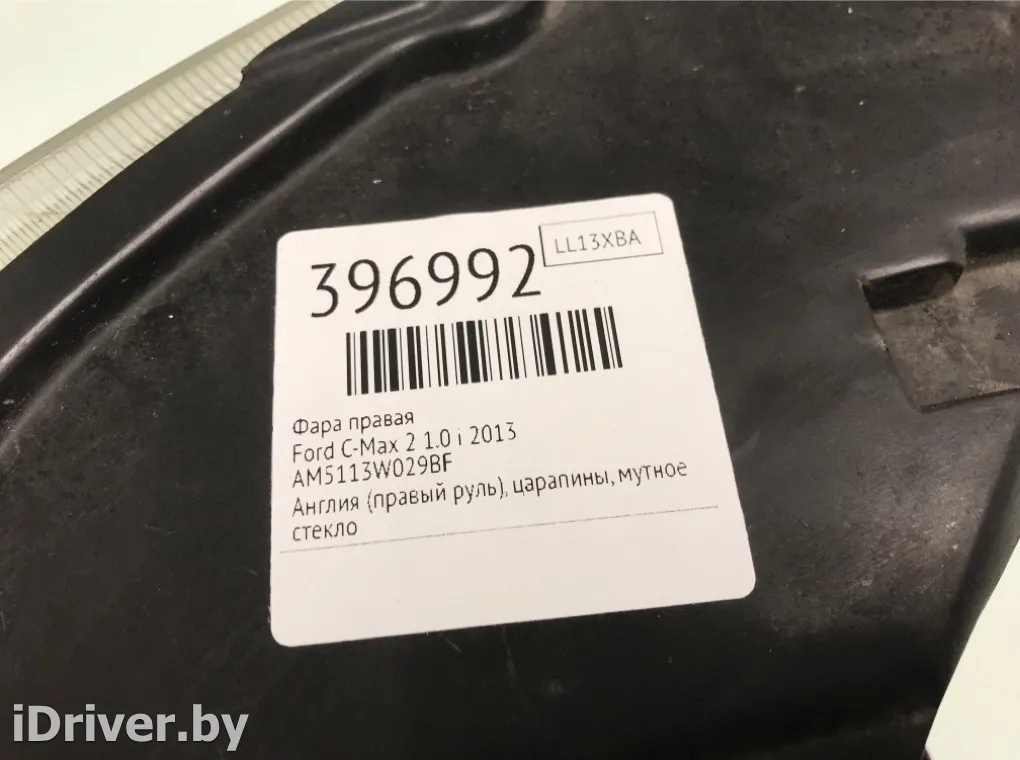 396992
LL13XBA
Фара правая
Ford C-Max 2 1.0 i 2013
AM5113W029BF
Англия (правый руль), царапины, мутное
стекло
iDriver.by